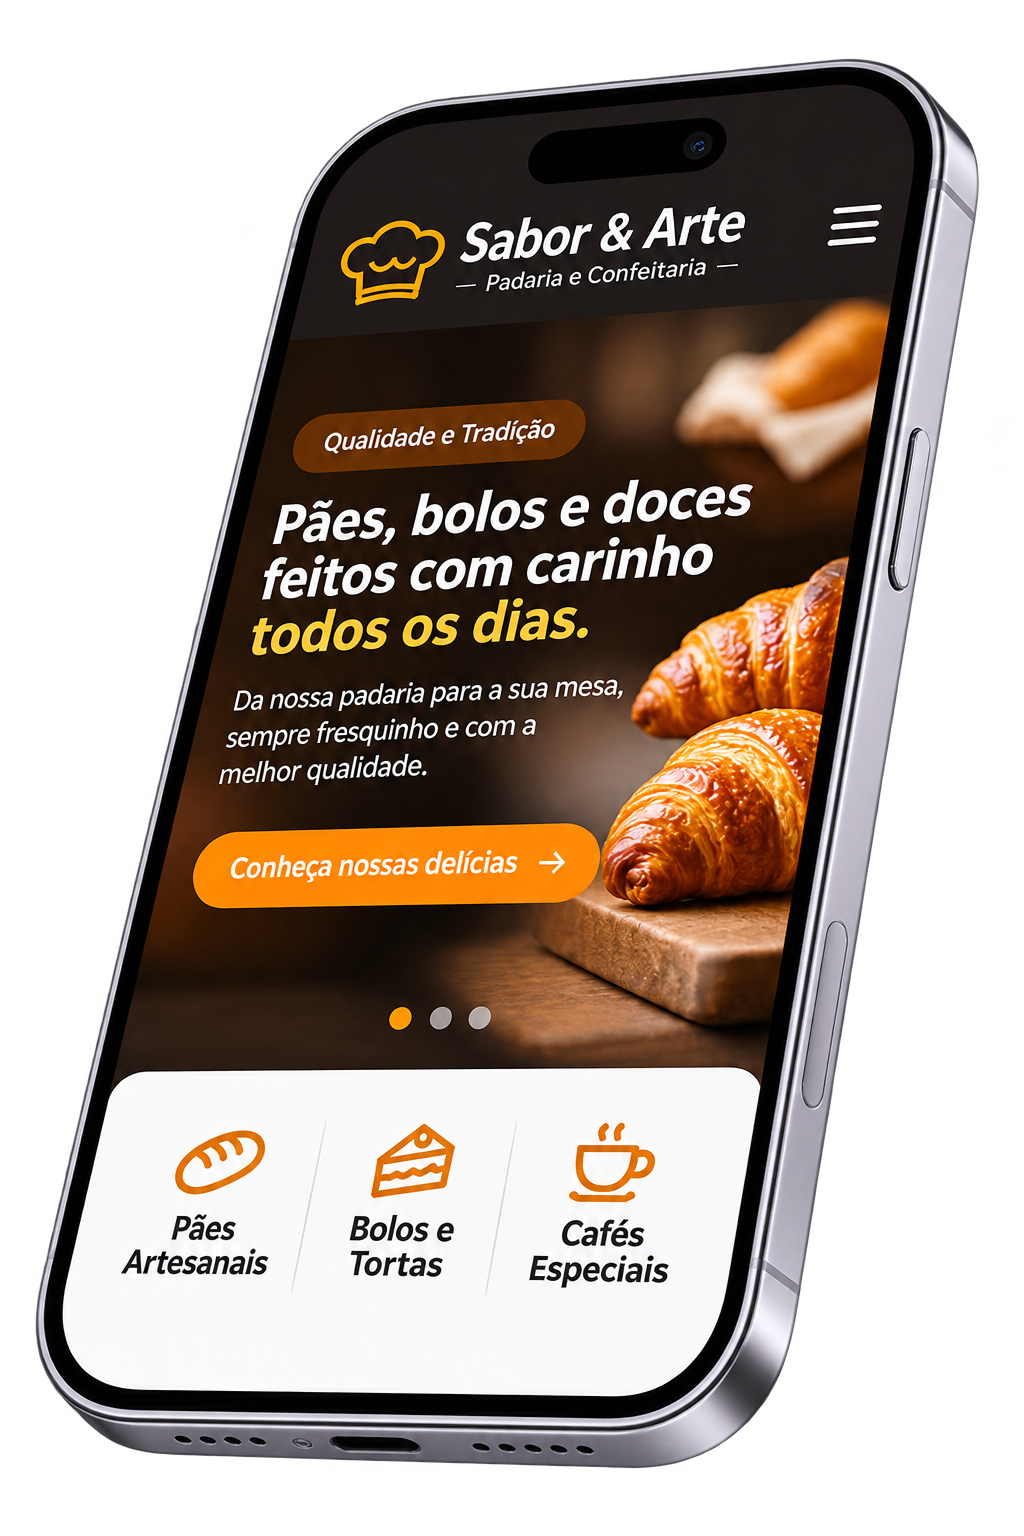 Sabor & Arte
— Padaria e Confeitaria —
Qualidade e Tradíção
Pães, bolos e doces
feitos com carinho
todos os dias.
Da nossa padaria para a sua mesa,
sempre fresquinho e com a
melhor qualidade.
Conheça nossas delícias →
Pães
Artesanais
Bolos e
Tortas
Cafés
Especiais